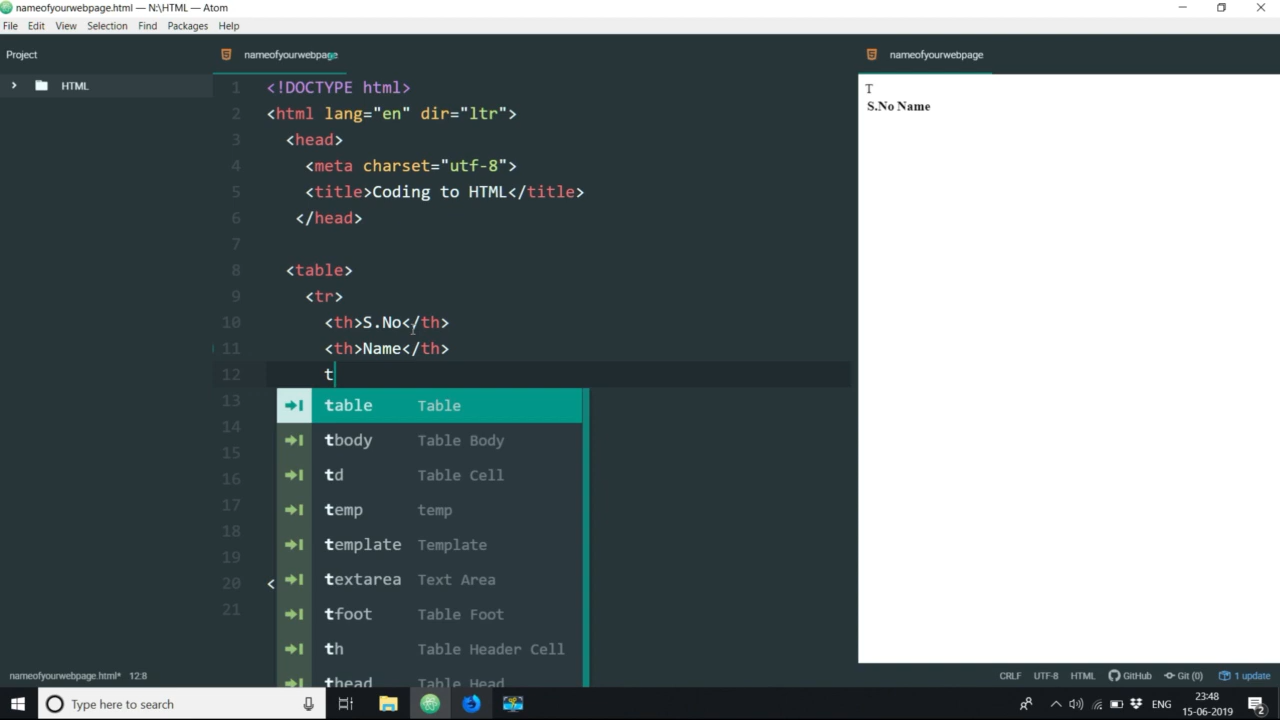 nameofyourwebpage.html — N:\HTML — Atom
File Edit View Selection Find Packages Help
Project
HTML
nameofyourwebpage
1 <!DOCTYPE html>
2 <html lang="en" dir="ltr">
3 <head>
4 <meta charset="utf-8">
5 <title>Coding to HTML</title>
6 </head>
7
8 <table>
9 <tr>
10 <th>S.No</th>
11 <th>Name</th>
12 t
13
14
15
16
17
18
19
20 <
21
table Table
tbody Table Body
td Table Cell
temp temp
template Template
textarea Text Area
tfoot Table Foot
th Table Header Cell
thead Table Head
nameofyourwebpage
T
S.No Name
nameofyourwebpage.html* 12:8
CRLF UTF-8 HTML GitHub Git (0) 1 update
Type here to search
ENG
23:48
15-06-2019
2